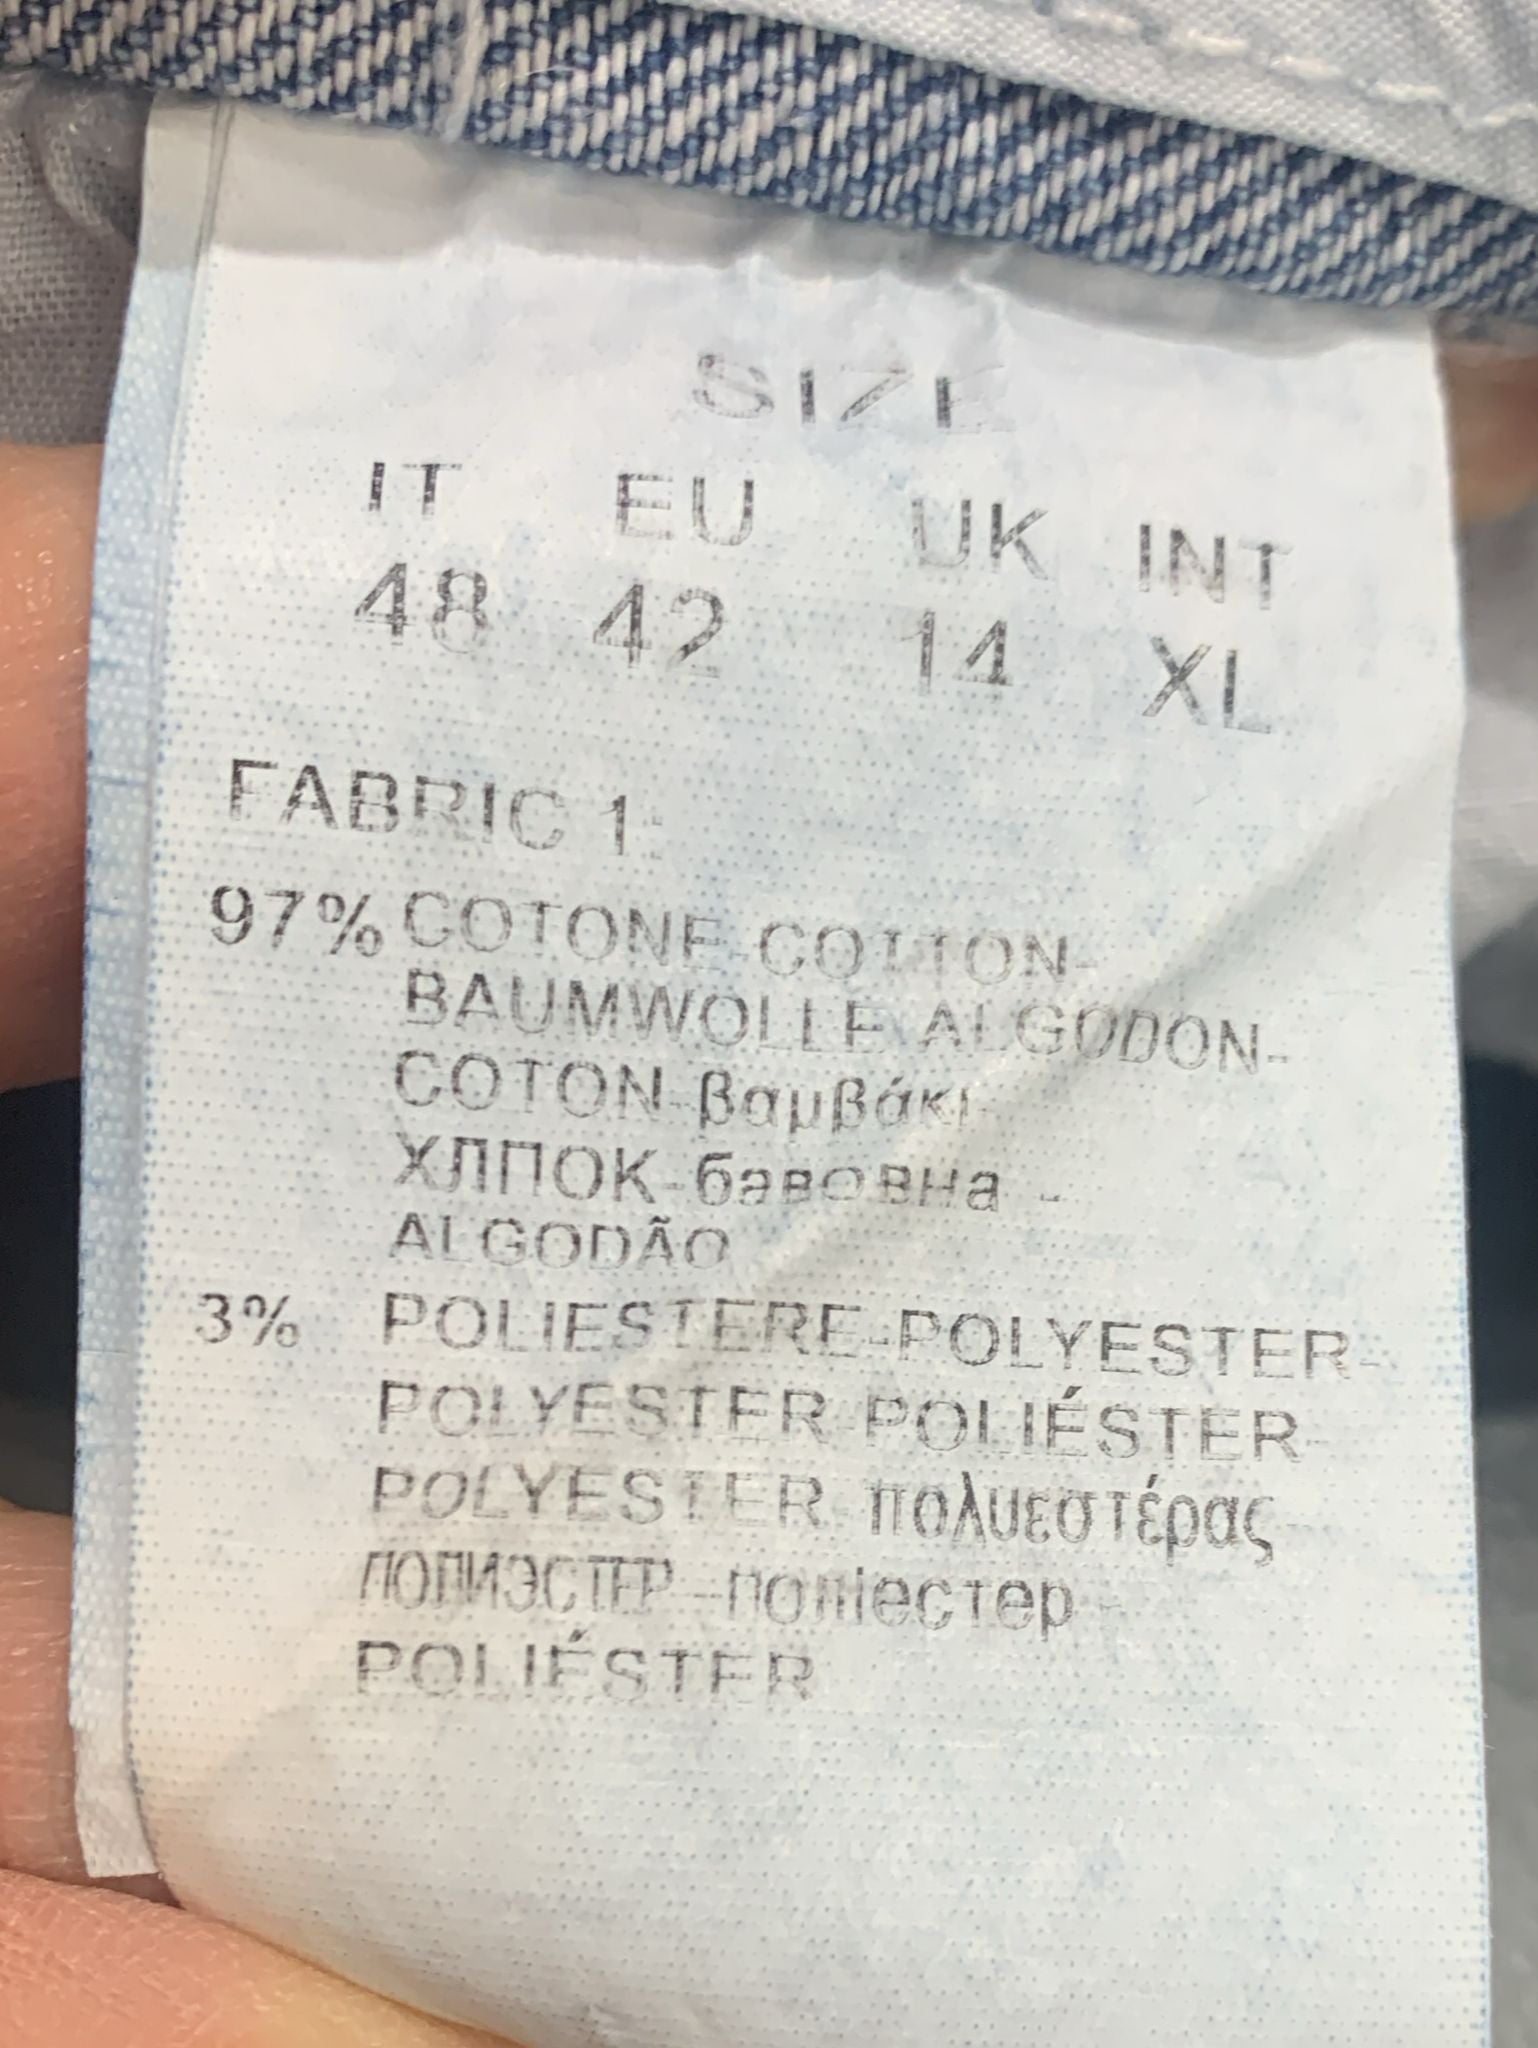 SIZE
IT EU UK INT
48 42 14 XL
FABRIC 1:
97% COTONE-COTTON-
BAUMWOLLE-ALGODON-
COTON-βαμβάκι-
ХЛПОК-бавовна -
ALGODÃO
3% POLIESTERE-POLYESTER-
POLYESTER-POLIÉSTER-
POLYESTER πολυεστέρας-
ПОЛИЭСТЕР-поліестер-
POLIÉSTER